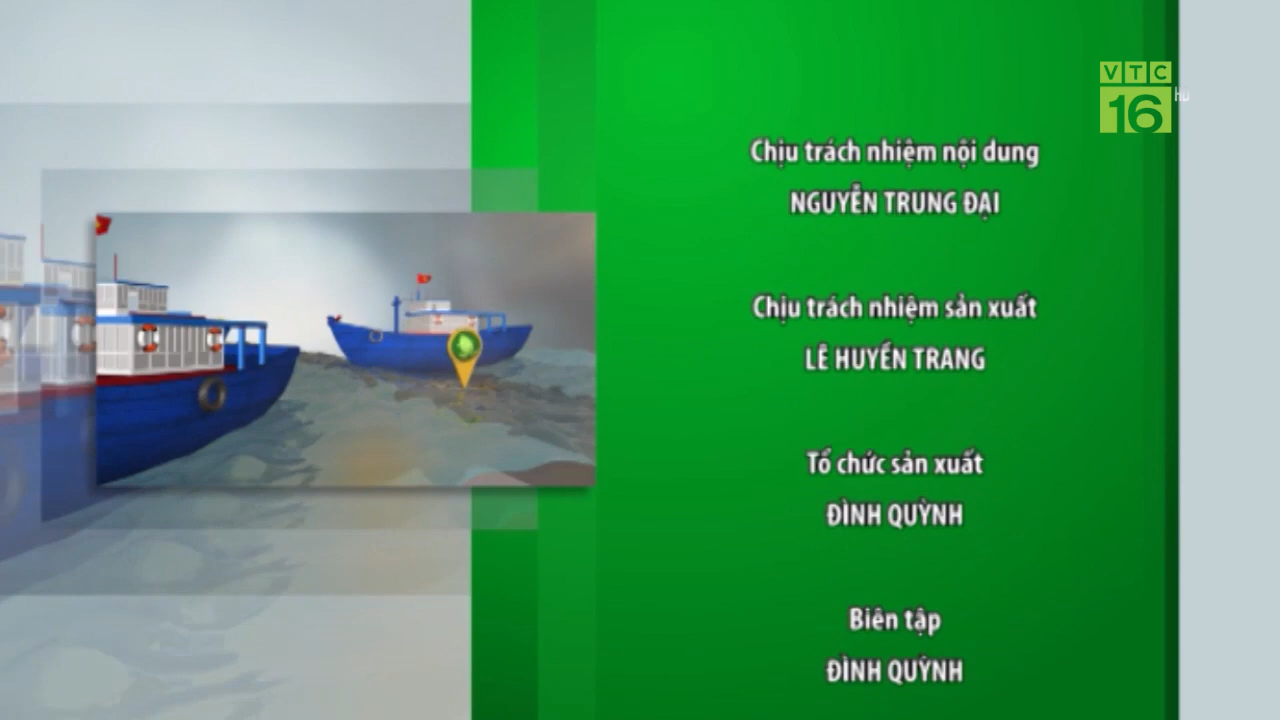 VTC
16
Chịu trách nhiệm nội dung
NGUYỄN TRUNG ĐẠI
Chịu trách nhiệm sản xuất
LÊ HUYỀN TRANG
Tổ chức sản xuất
ĐÌNH QUỲNH
Biên tập
ĐÌNH QUỲNH